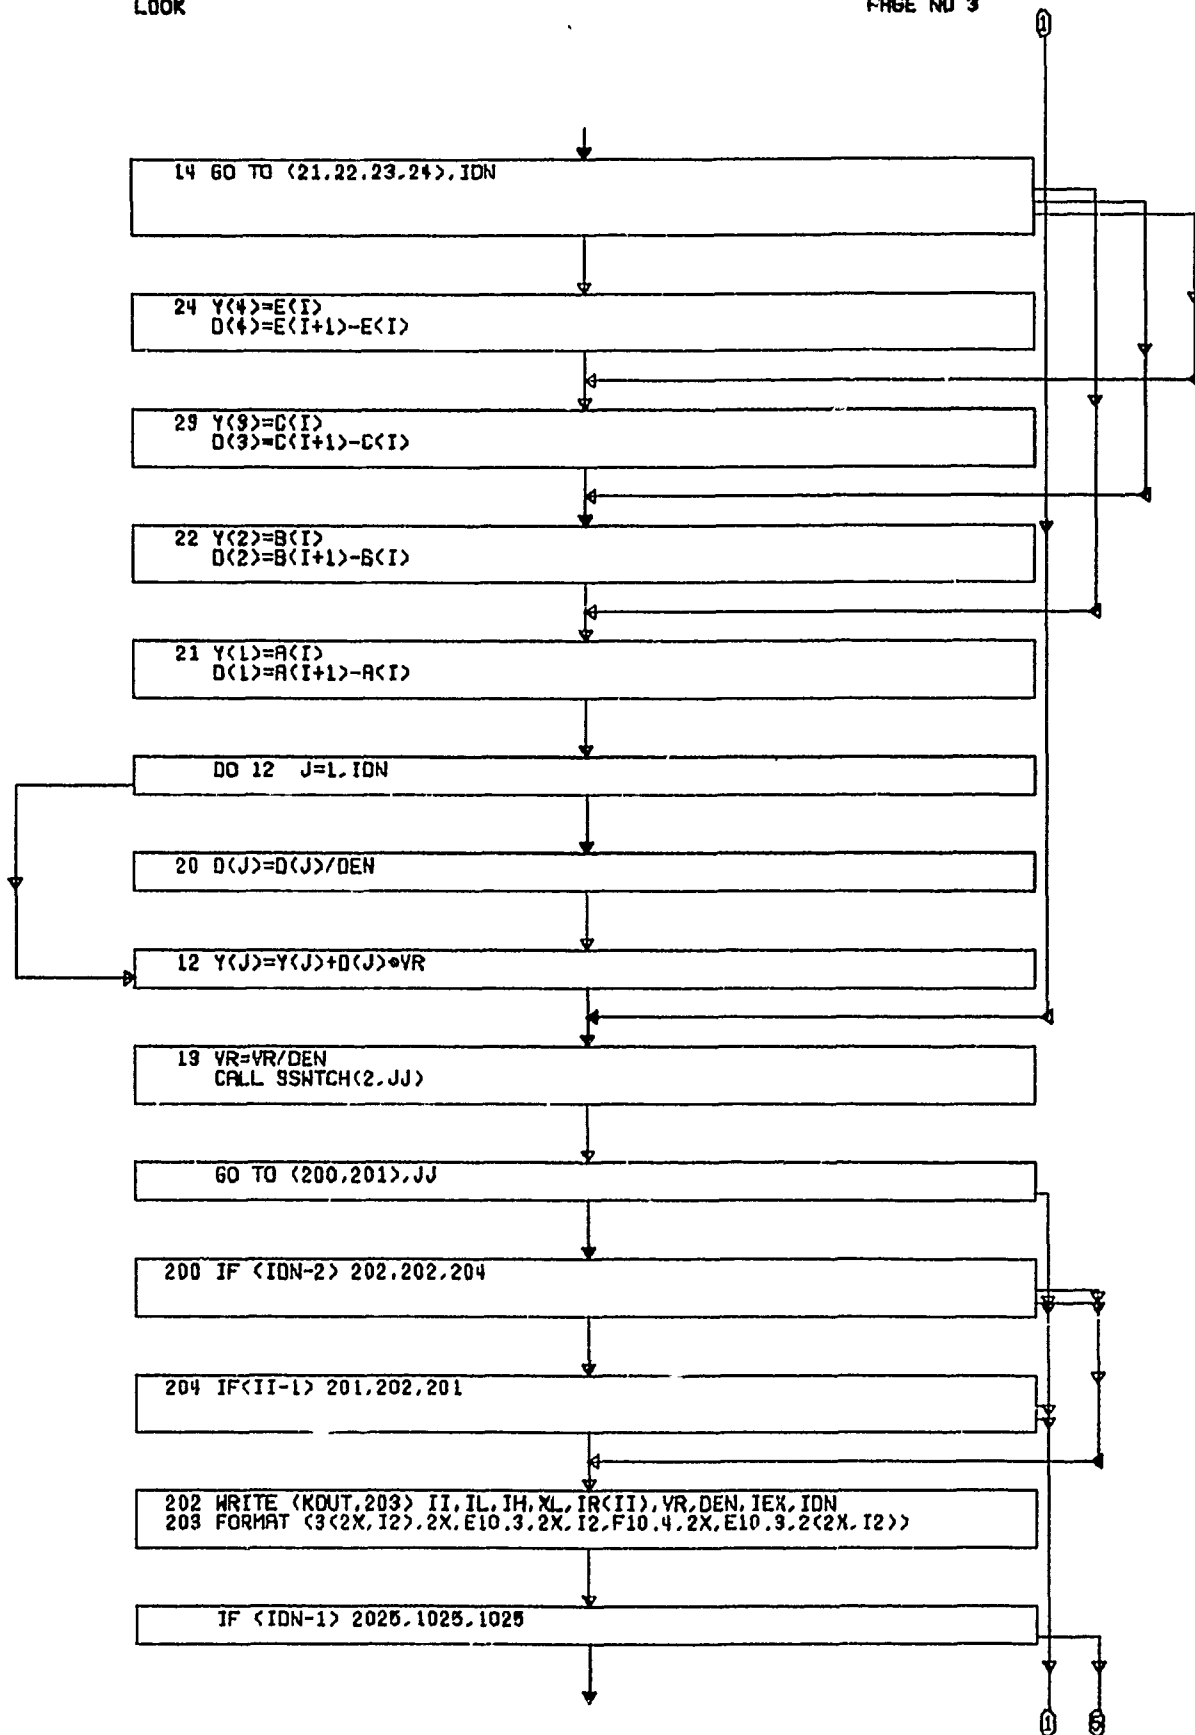 LOOK PAGE NO 3
1
14 GO TO (21,22,23,24),IDN
24 Y(4)=E(I)
D(4)=E(I+1)-E(I)
23 Y(3)=C(I)
D(3)=C(I+1)-C(I)
22 Y(2)=B(I)
D(2)=B(I+1)-B(I)
21 Y(1)=A(I)
D(1)=A(I+1)-A(I)
DO 12 J=1,IDN
20 D(J)=D(J)/DEN
12 Y(J)=Y(J)+D(J)*VR
13 VR=VR/DEN
CALL SSWTCH(2,JJ)
GO TO (200,201),JJ
200 IF (IDN-2) 202,202,204
204 IF(II-1) 201,202,201
202 WRITE (KOUT,203) II,IL,IH,XL,IR(II),VR,DEN,IEX,IDN
203 FORMAT (3(2X,I2),2X,E10.3,2X,I2,F10.4,2X,E10.3,2(2X,I2))
IF (IDN-1) 2025,1025,1025
1 5